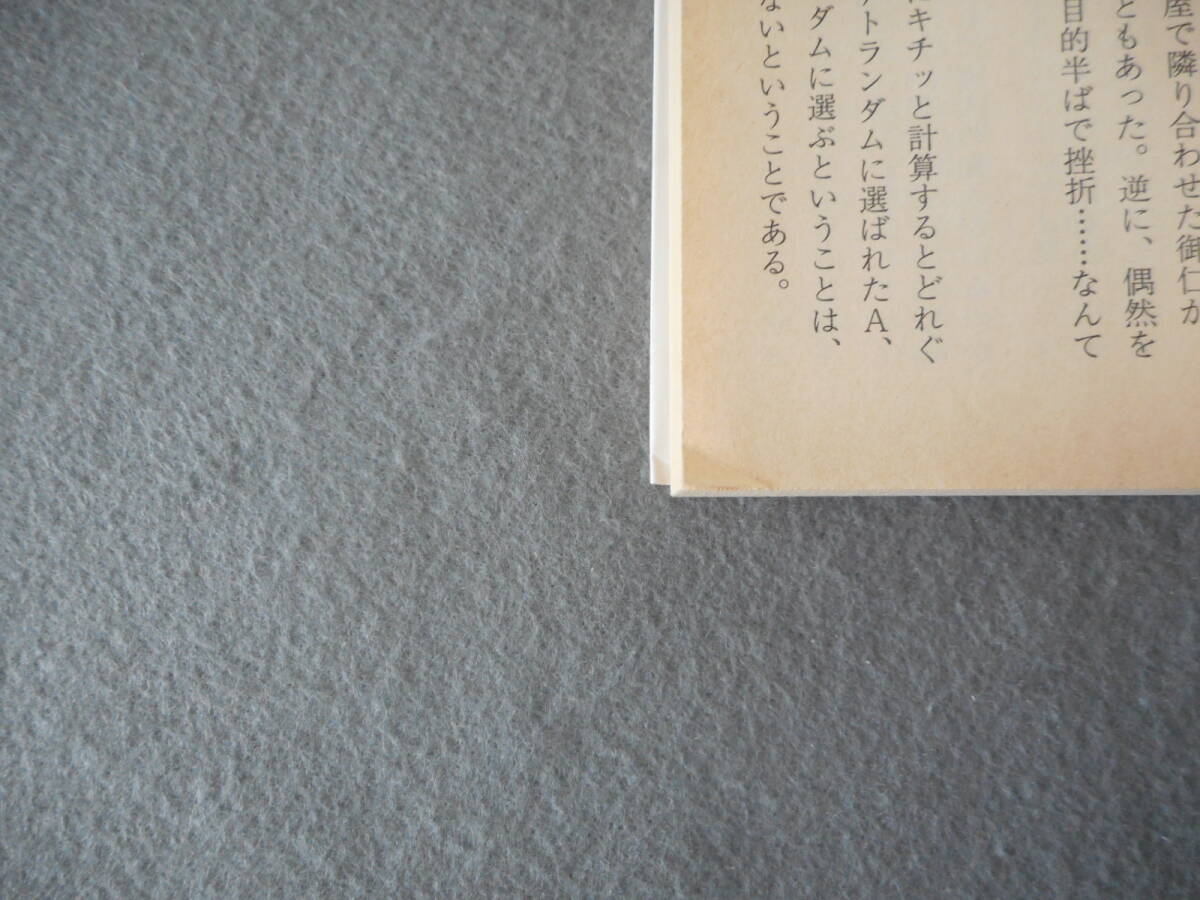 屋で隣り合わせた御仁が
ともあった。逆に、偶然を
目的半ばで挫折……なんて
にキチッと計算するとどれぐ
アトランダムに選ばれたA、
ダムに選ぶということは、
ないということである。